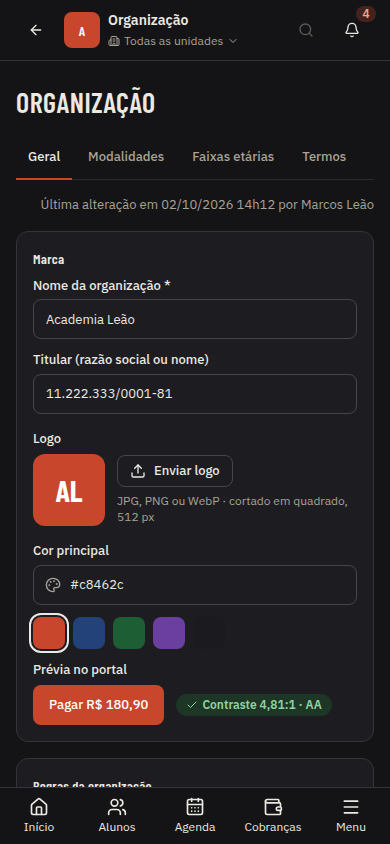 A
Organização
Todas as unidades
4
ORGANIZAÇÃO
Geral
Modalidades
Faixas etárias
Termos
Última alteração em 02/10/2026 14h12 por Marcos Leão
Marca
Nome da organização *
Academia Leão
Titular (razão social ou nome)
11.222.333/0001-81
Logo
AL
Enviar logo
JPG, PNG ou WebP · cortado em quadrado,
512 px
Cor principal
#c8462c
Prévia no portal
Pagar R$ 180,90
Contraste 4,81:1 · AA
Regras da organização
Início
Alunos
Agenda
Cobranças
Menu